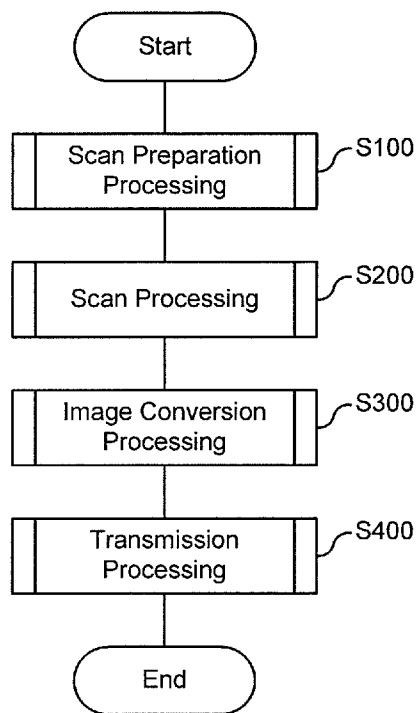 Start
Scan Preparation
Processing
S100
Scan Processing
S200
Image Conversion
Processing
S300
Transmission
Processing
S400
End